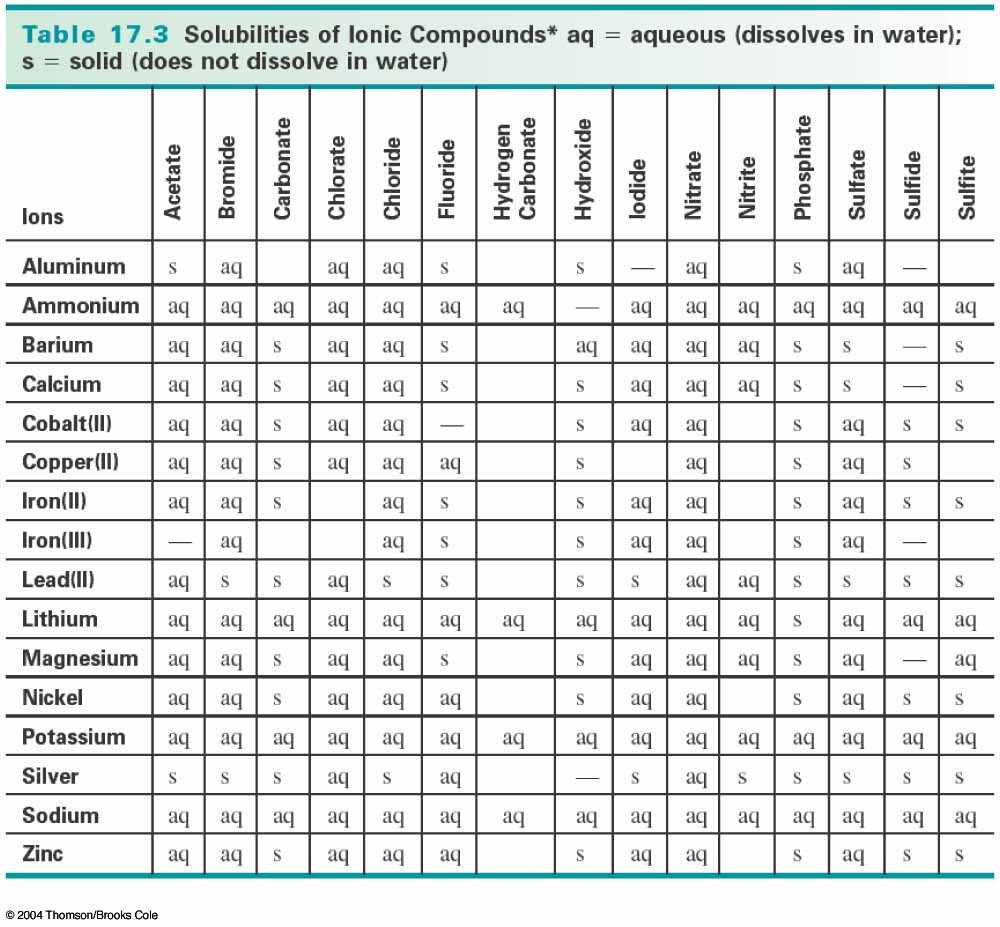 Table 17.3 Solubilities of Ionic Compounds* aq = aqueous (dissolves in water);
s = solid (does not dissolve in water)
Ions Acetate Bromide Carbonate Chlorate Chloride Fluoride Hydrogen Carbonate Hydroxide Iodide Nitrate Nitrite Phosphate Sulfate Sulfide Sulfite
Aluminum s aq aq aq s s — aq s aq —
Ammonium aq aq aq aq aq aq aq — aq aq aq aq aq aq aq
Barium aq aq s aq aq s aq aq aq aq s s — s
Calcium aq aq s aq aq s s aq aq aq s s — s
Cobalt(II) aq aq s aq aq — s aq aq s aq s s
Copper(II) aq aq s aq aq aq s aq s aq s
Iron(II) aq aq s aq s s aq aq s aq s s
Iron(III) — aq aq s s aq aq s aq —
Lead(II) aq s s aq s s s s aq aq s s s s
Lithium aq aq aq aq aq aq aq aq aq aq aq s aq aq aq
Magnesium aq aq s aq aq s s aq aq aq s aq — aq
Nickel aq aq s aq aq aq s aq aq s aq s s
Potassium aq aq aq aq aq aq aq aq aq aq aq aq aq aq aq
Silver s s s aq s aq — s aq s s s s s
Sodium aq aq aq aq aq aq aq aq aq aq aq aq aq aq aq
Zinc aq aq s aq aq aq s aq aq s aq s s
© 2004 Thomson/Brooks Cole